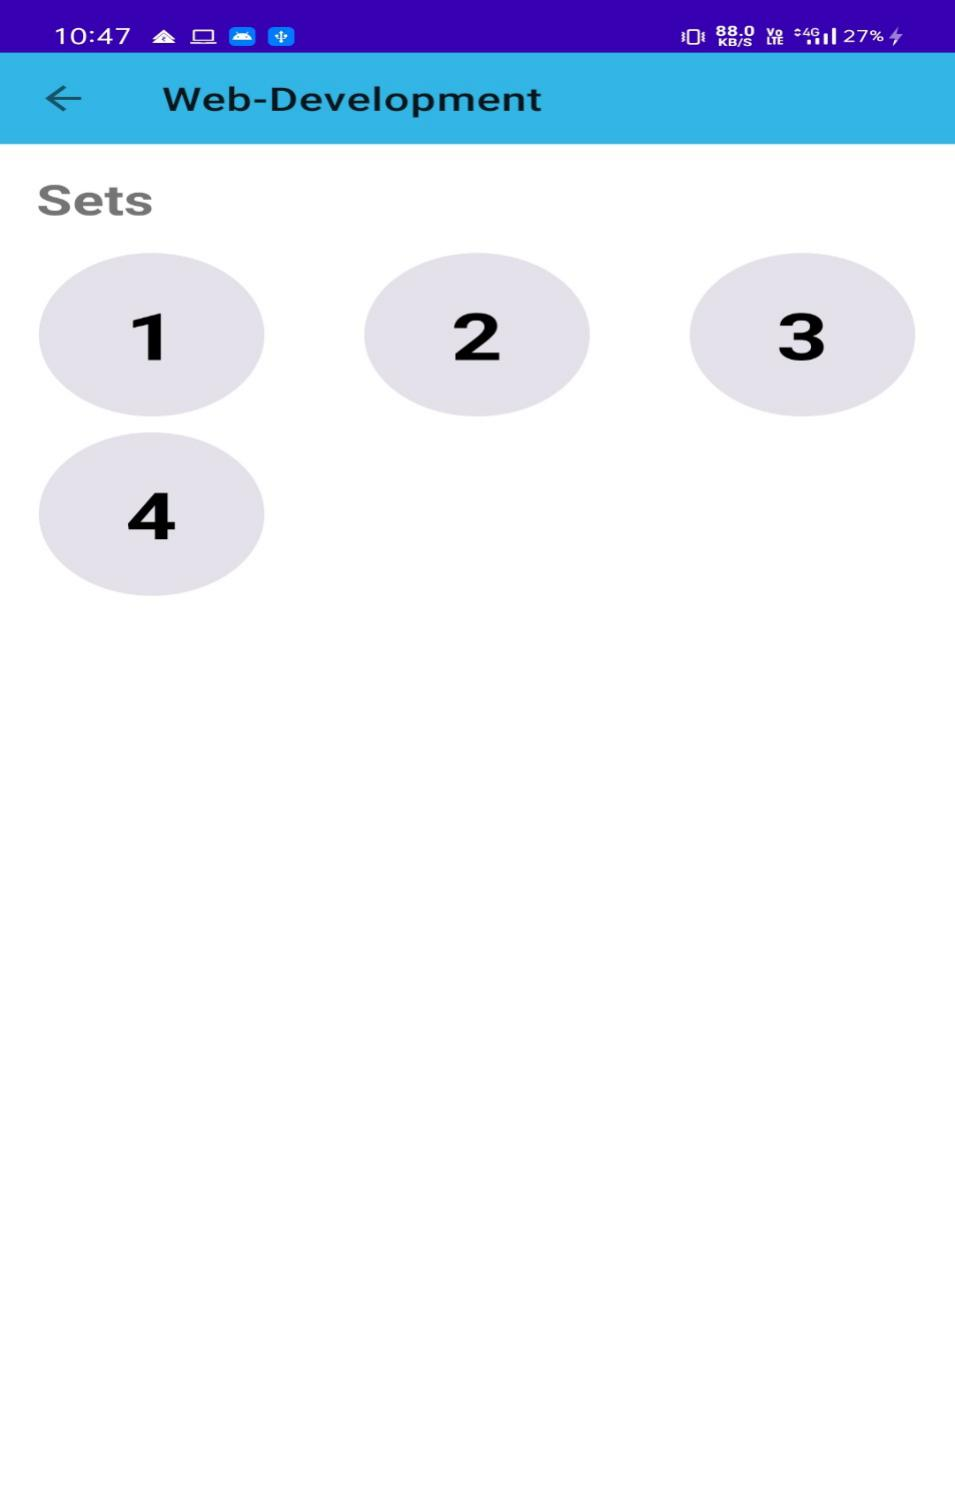 10:47 88.0 KB/S Vo LTE 4G 27%
Web-Development
Sets
1 2 3
4